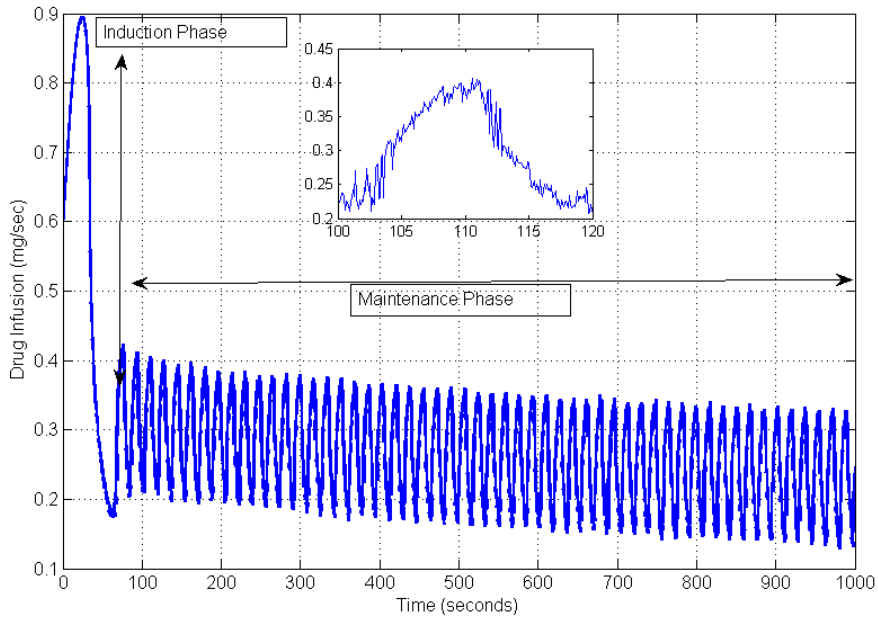 0.9
Induction Phase
0.8
0.7
0.6
0.5
0.4
0.3
0.2
0.1
Drug Infusion (mg/sec)
0.45
0.4
0.35
0.3
0.25
0.2
100 105 110 115 120
Maintenance Phase
0 100 200 300 400 500 600 700 800 900 1000
Time (seconds)